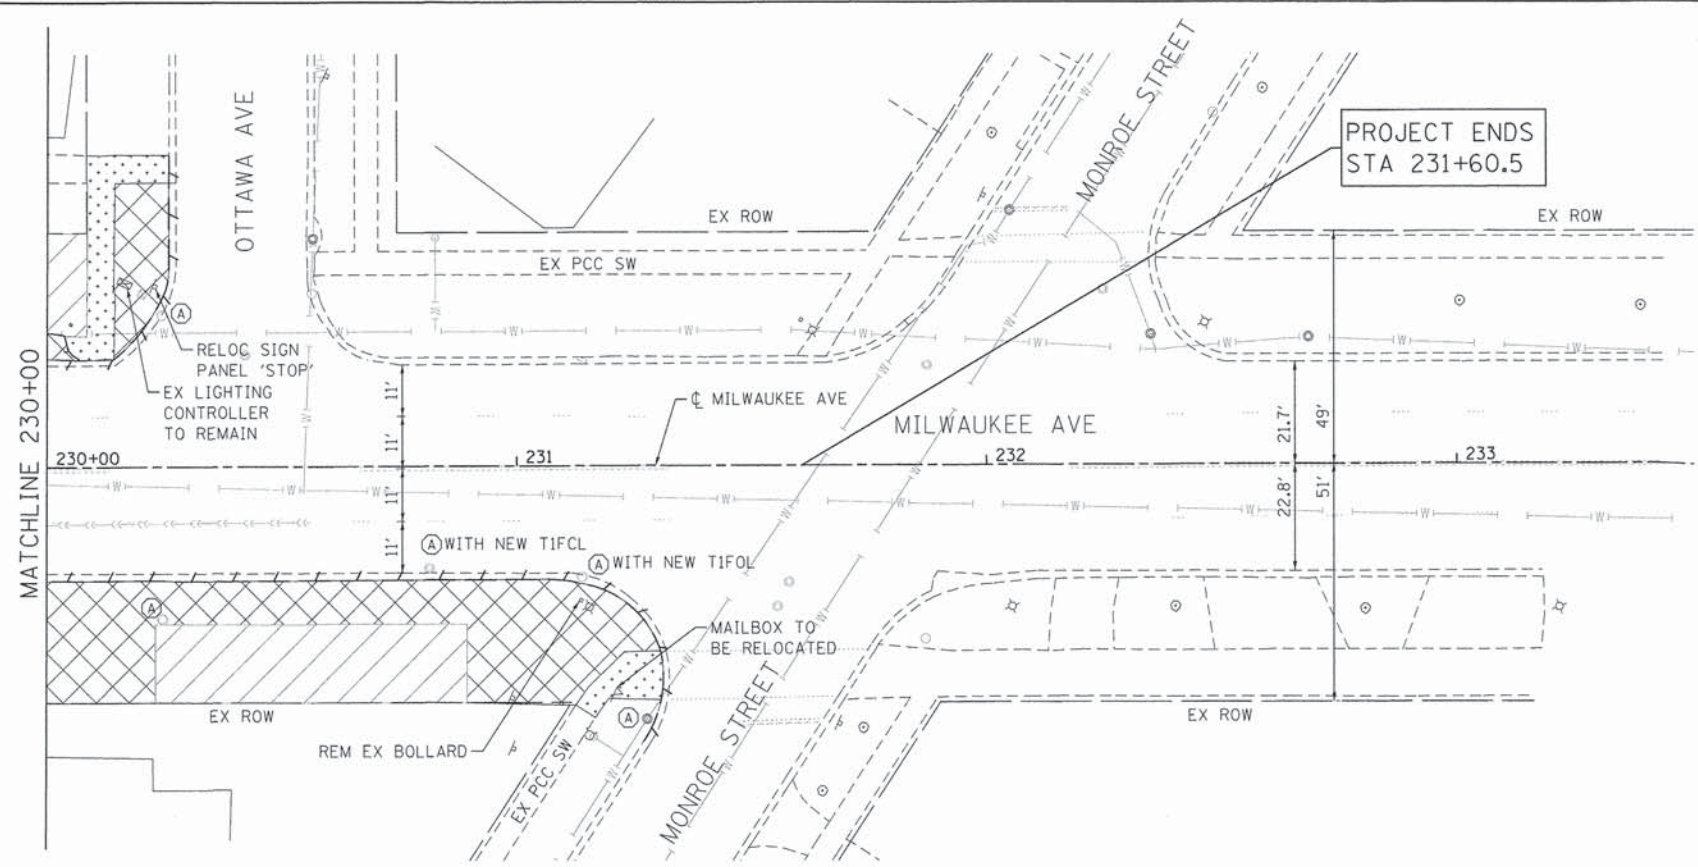 MONROE STREET
OTTAWA AVE
PROJECT ENDS
STA 231+60.5
EX ROW
EX ROW
EX PCC SW
W
A
RELOC SIGN
PANEL 'STOP'
EX LIGHTING
CONTROLLER
TO REMAIN
MATCHLINE 230+00
11'
11'
11'
11'
℄ MILWAUKEE AVE
MILWAUKEE AVE
21.7'
49'
22.8'
51'
230+00
231
232
233
A WITH NEW T1FCL
A WITH NEW T1FOL
A
MAILBOX TO
BE RELOCATED
EX ROW
A
EX ROW
REM EX BOLLARD
EX PCC SW
MONROE STREET